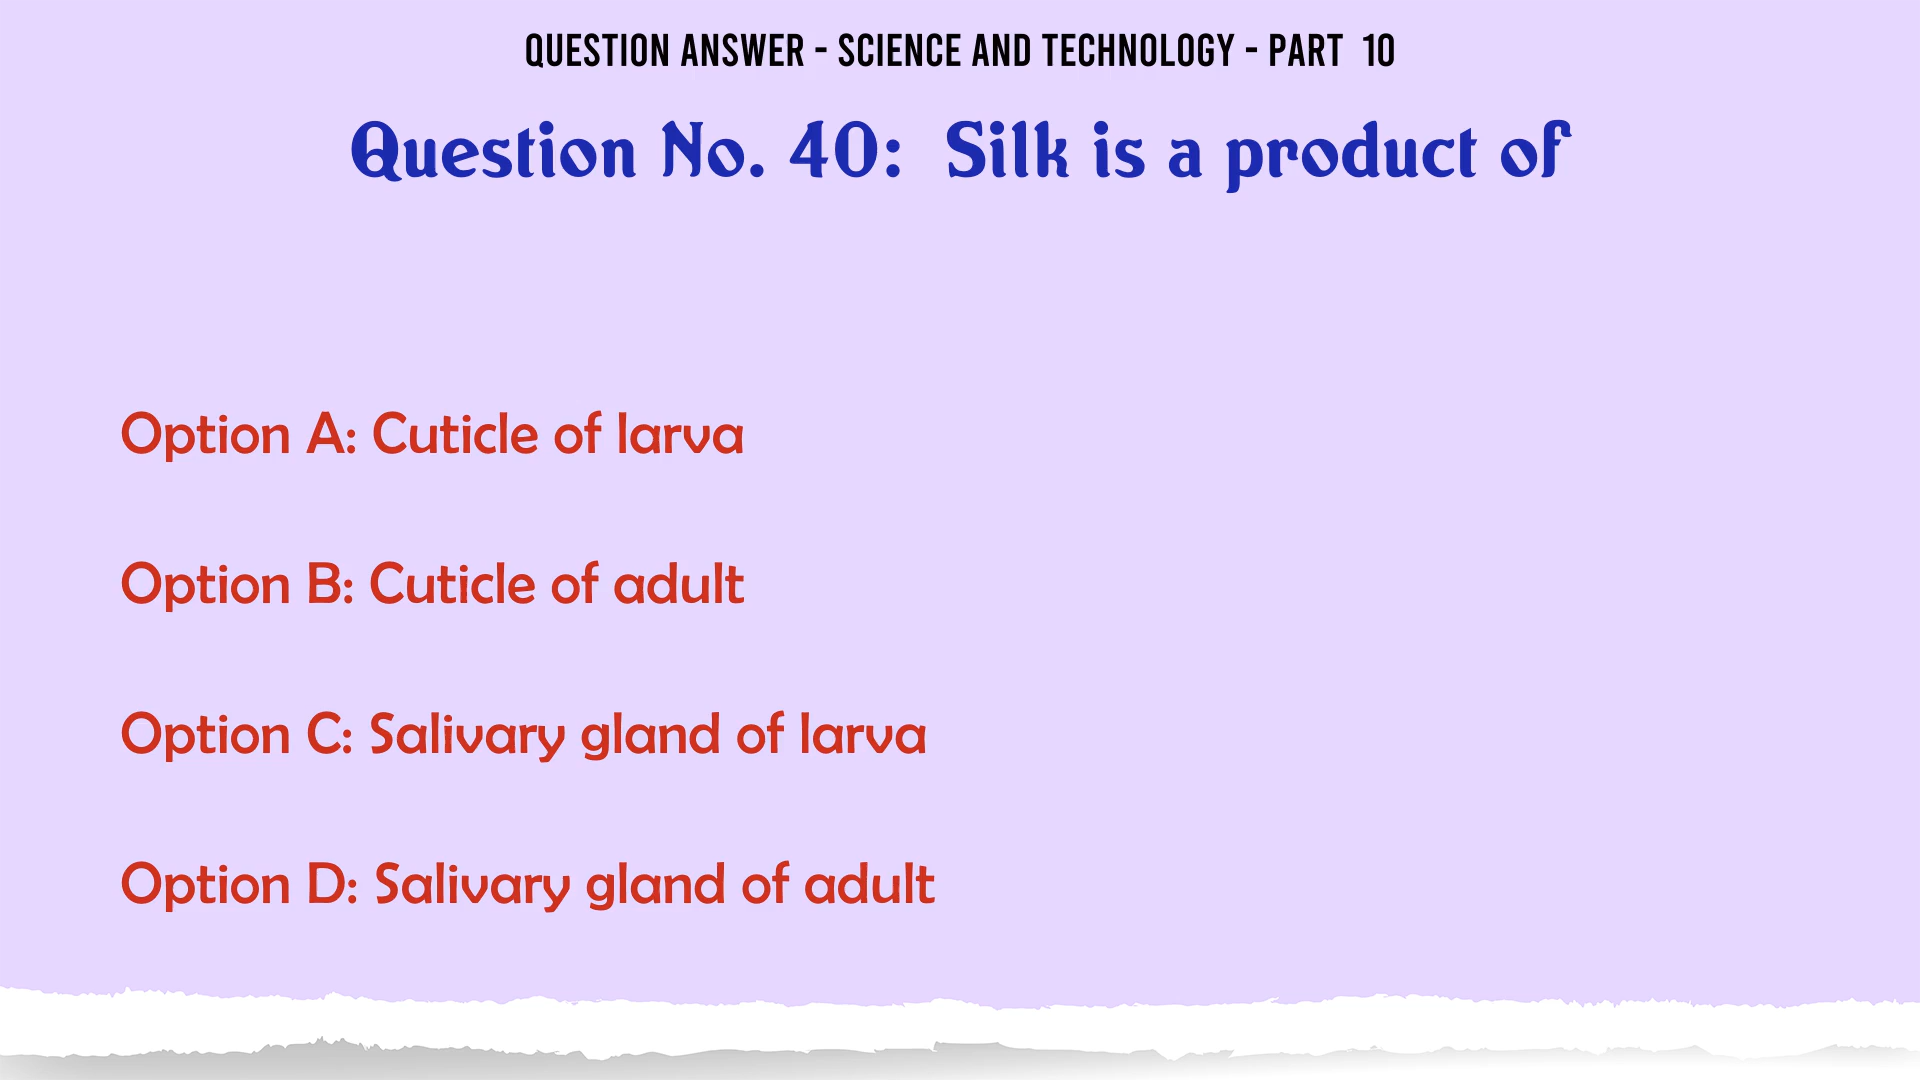 QUESTION ANSWER - SCIENCE AND TECHNOLOGY - PART 10
Question No. 40: Silk is a product of
Option A: Cuticle of larva
Option B: Cuticle of adult
Option C: Salivary gland of larva
Option D: Salivary gland of adult